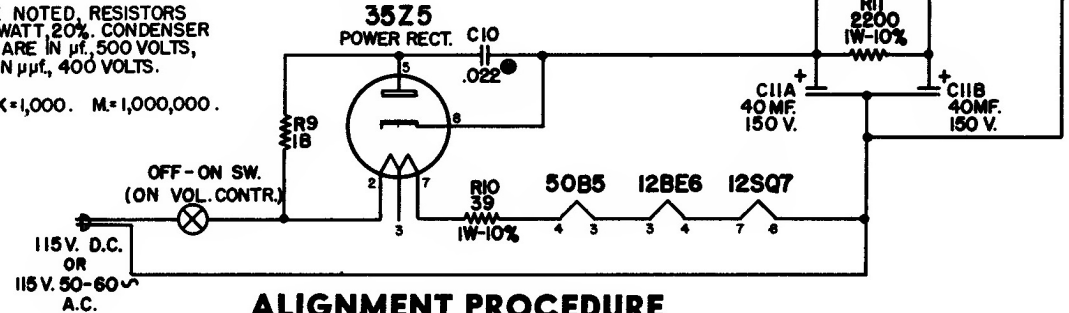 NOTED, RESISTORS
WATT, 20%. CONDENSER
ARE IN µf., 500 VOLTS,
N µµf., 400 VOLTS.
K=1,000. M=1,000,000.
35Z5
POWER RECT.
C10
.022
5
8
2
7
3
R9
18
OFF-ON SW.
(ON VOL. CONTR.)
115 V. D.C.
OR
115 V. 50-60~
A.C.
R10
39
1W-10%
50B5
4 3
12BE6
3 4
12SQ7
7 8
R11
2200
1W-10%
+
C11A
40 MF.
150 V.
+
C11B
40MF.
150 V.
ALIGNMENT PROCEDURE